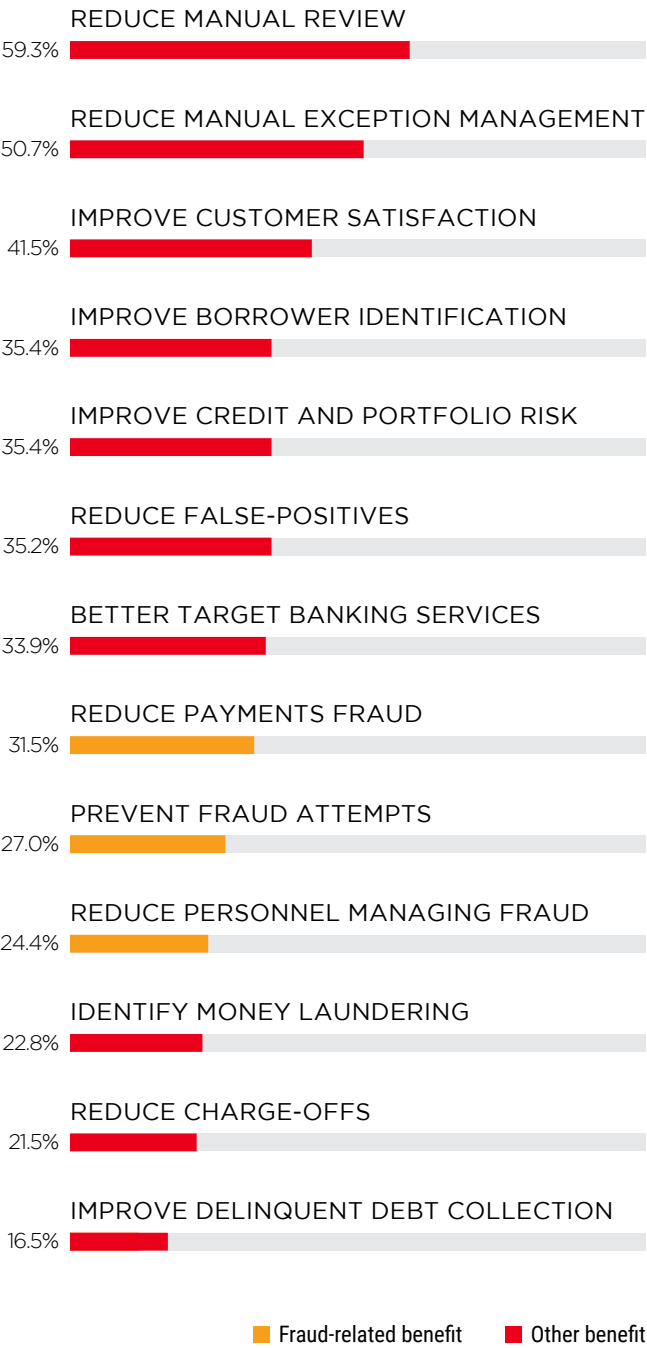 REDUCE MANUAL REVIEW
59.3%
REDUCE MANUAL EXCEPTION MANAGEMENT
50.7%
IMPROVE CUSTOMER SATISFACTION
41.5%
IMPROVE BORROWER IDENTIFICATION
35.4%
IMPROVE CREDIT AND PORTFOLIO RISK
35.4%
REDUCE FALSE-POSITIVES
35.2%
BETTER TARGET BANKING SERVICES
33.9%
REDUCE PAYMENTS FRAUD
31.5%
PREVENT FRAUD ATTEMPTS
27.0%
REDUCE PERSONNEL MANAGING FRAUD
24.4%
IDENTIFY MONEY LAUNDERING
22.8%
REDUCE CHARGE-OFFS
21.5%
IMPROVE DELINQUENT DEBT COLLECTION
16.5%
Fraud-related benefit Other benefit